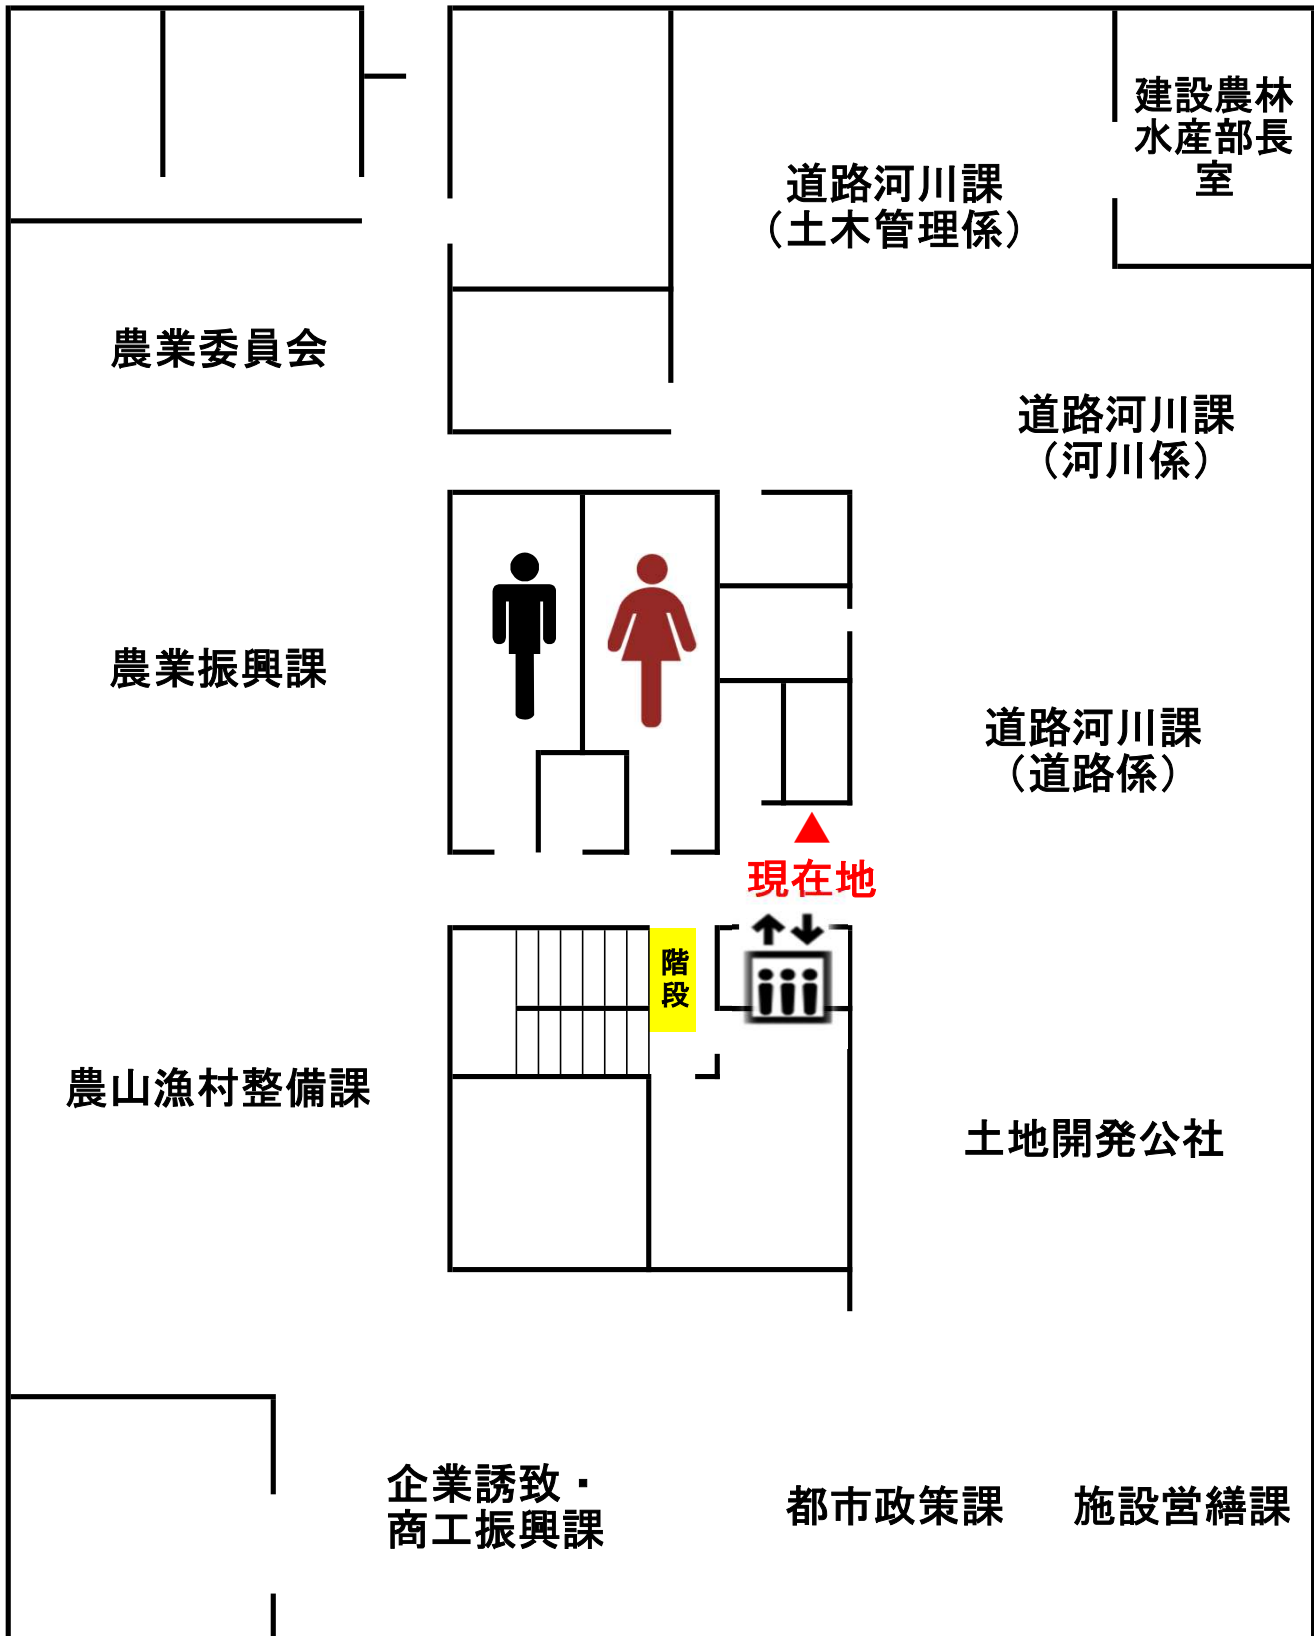 建設農林
水産部長
室
道路河川課
（土木管理係）
農業委員会
道路河川課
（河川係）
農業振興課
道路河川課
（道路係）
現在地
階
段
農山漁村整備課
土地開発公社
企業誘致・
商工振興課
都市政策課
施設営繕課